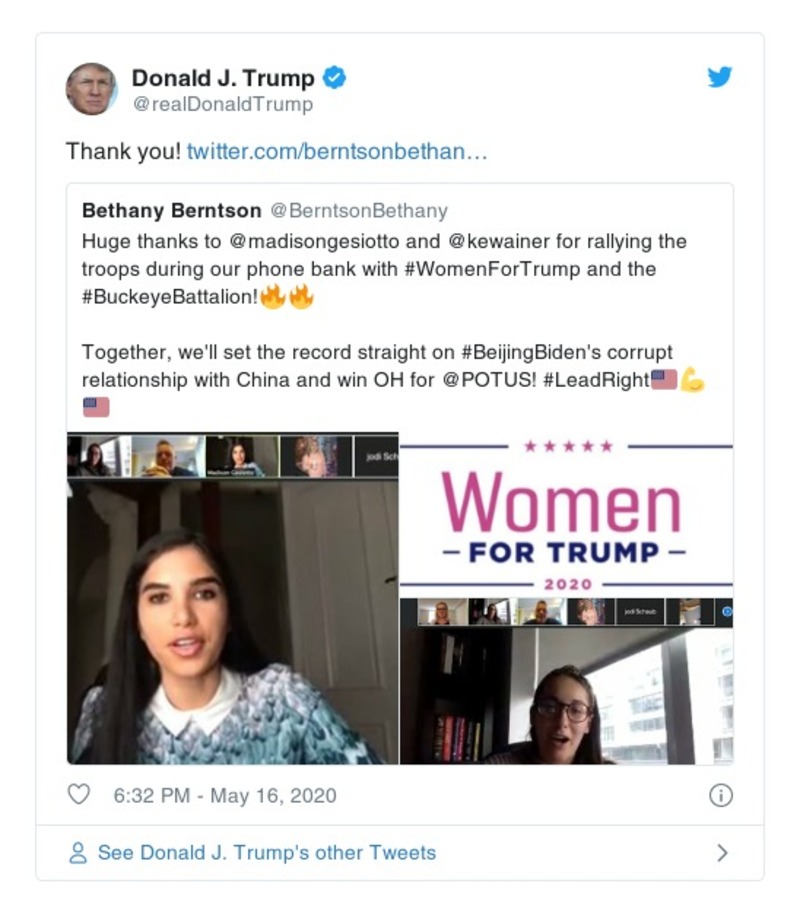 Donald J. Trump
@realDonaldTrump
Thank you! twitter.com/berntsonbethan…
Bethany Berntson @BerntsonBethany
Huge thanks to @madisongesiotto and @kewainer for rallying the
troops during our phone bank with #WomenForTrump and the
#BuckeyeBattalion!🔥🔥
Together, we'll set the record straight on #BeijingBiden's corrupt
relationship with China and win OH for @POTUS! #LeadRight🇺🇸💪
🇺🇸
jodi Sch
Madison Gesiotto
Women
FOR TRUMP
2020
jodi Schaub
6:32 PM - May 16, 2020
See Donald J. Trump's other Tweets